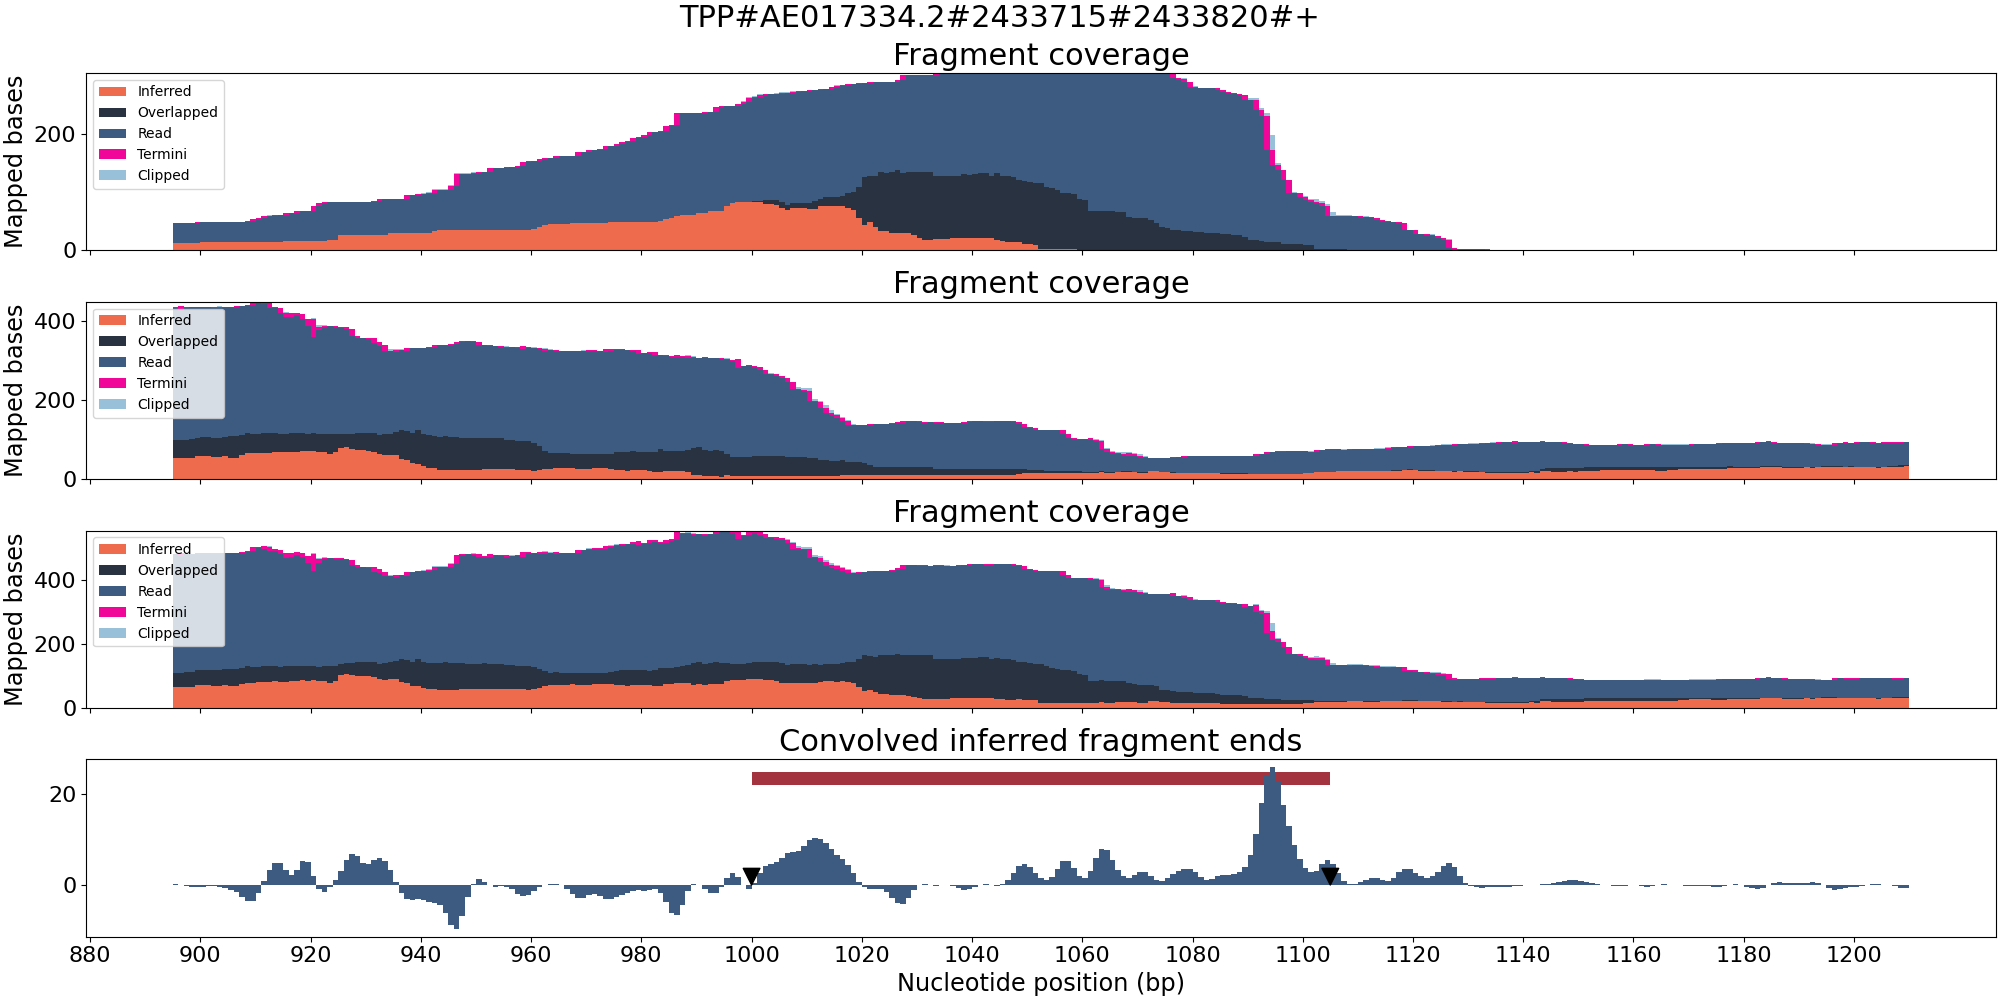 TPP#AE017334.2#2433715#2433820#+
Fragment coverage
Mapped bases
200
0
Inferred
Overlapped
Read
Termini
Clipped
Fragment coverage
Mapped bases
400
200
0
Inferred
Overlapped
Read
Termini
Clipped
Fragment coverage
Mapped bases
400
200
0
Inferred
Overlapped
Read
Termini
Clipped
Convolved inferred fragment ends
20
0
880 900 920 940 960 980 1000 1020 1040 1060 1080 1100 1120 1140 1160 1180 1200
Nucleotide position (bp)